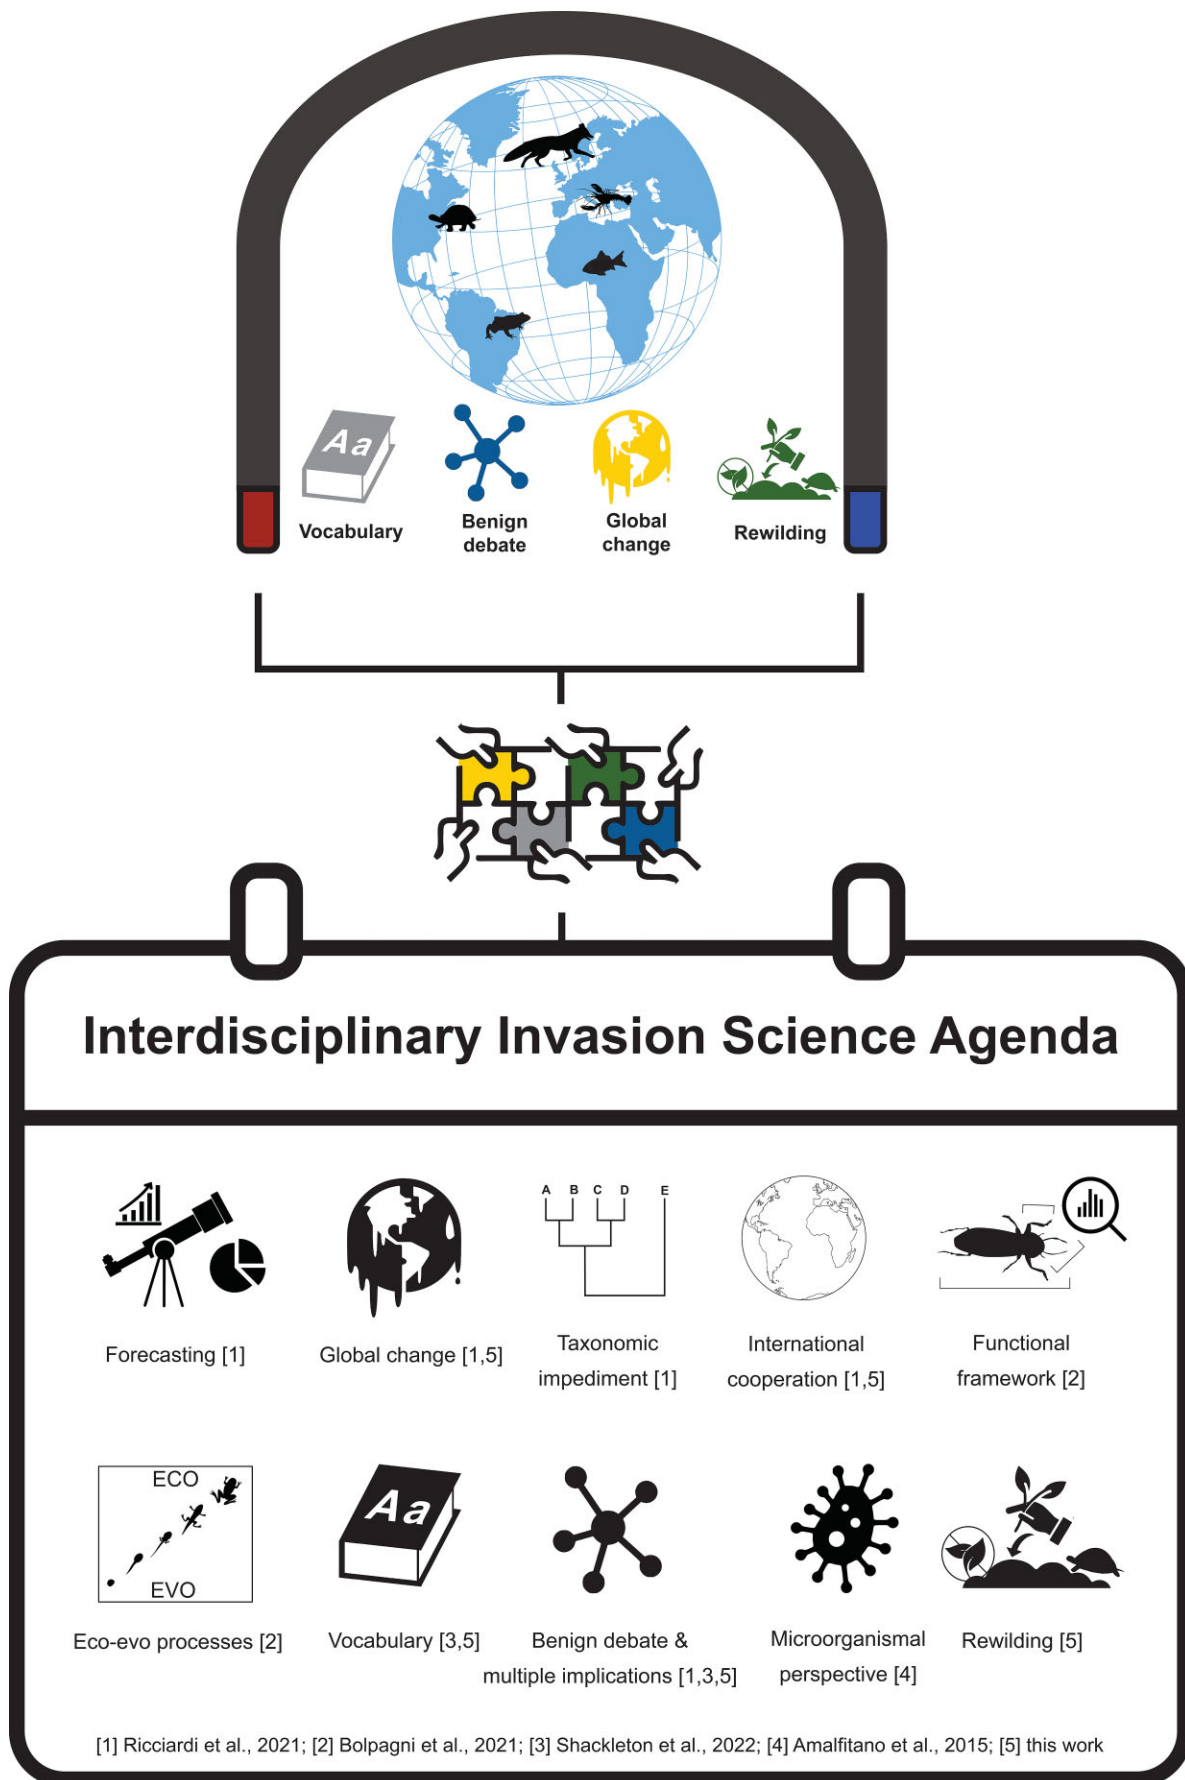 Aa
Vocabulary
Benign
debate
Global
change
Rewilding
Interdisciplinary Invasion Science Agenda
A B C D E
Forecasting [1]
Global change [1,5]
Taxonomic
impediment [1]
International
cooperation [1,5]
Functional
framework [2]
ECO
EVO
Eco-evo processes [2]
Aa
Vocabulary [3,5]
Benign debate &
multiple implications [1,3,5]
Microorganismal
perspective [4]
Rewilding [5]
[1] Ricciardi et al., 2021; [2] Bolpagni et al., 2021; [3] Shackleton et al., 2022; [4] Amalfitano et al., 2015; [5] this work